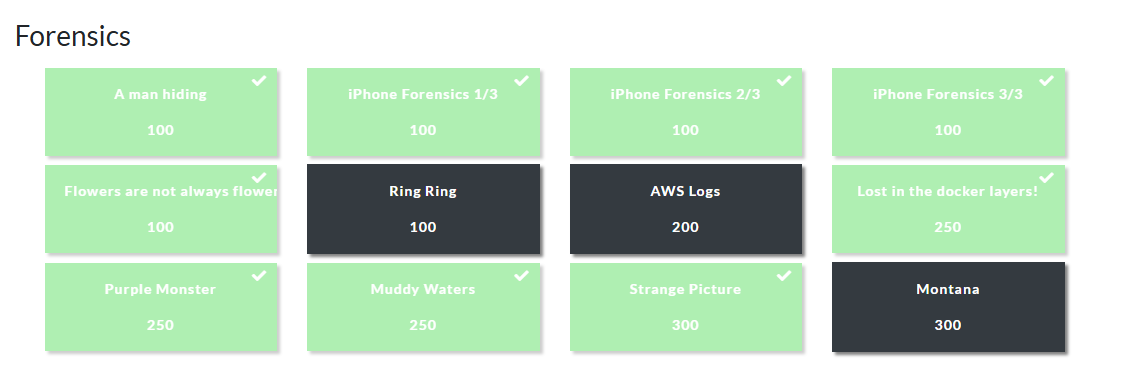 Forensics
A man hiding
100
iPhone Forensics 1/3
100
iPhone Forensics 2/3
100
iPhone Forensics 3/3
100
Flowers are not always flower
100
Ring Ring
100
AWS Logs
200
Lost in the docker layers!
250
Purple Monster
250
Muddy Waters
250
Strange Picture
300
Montana
300